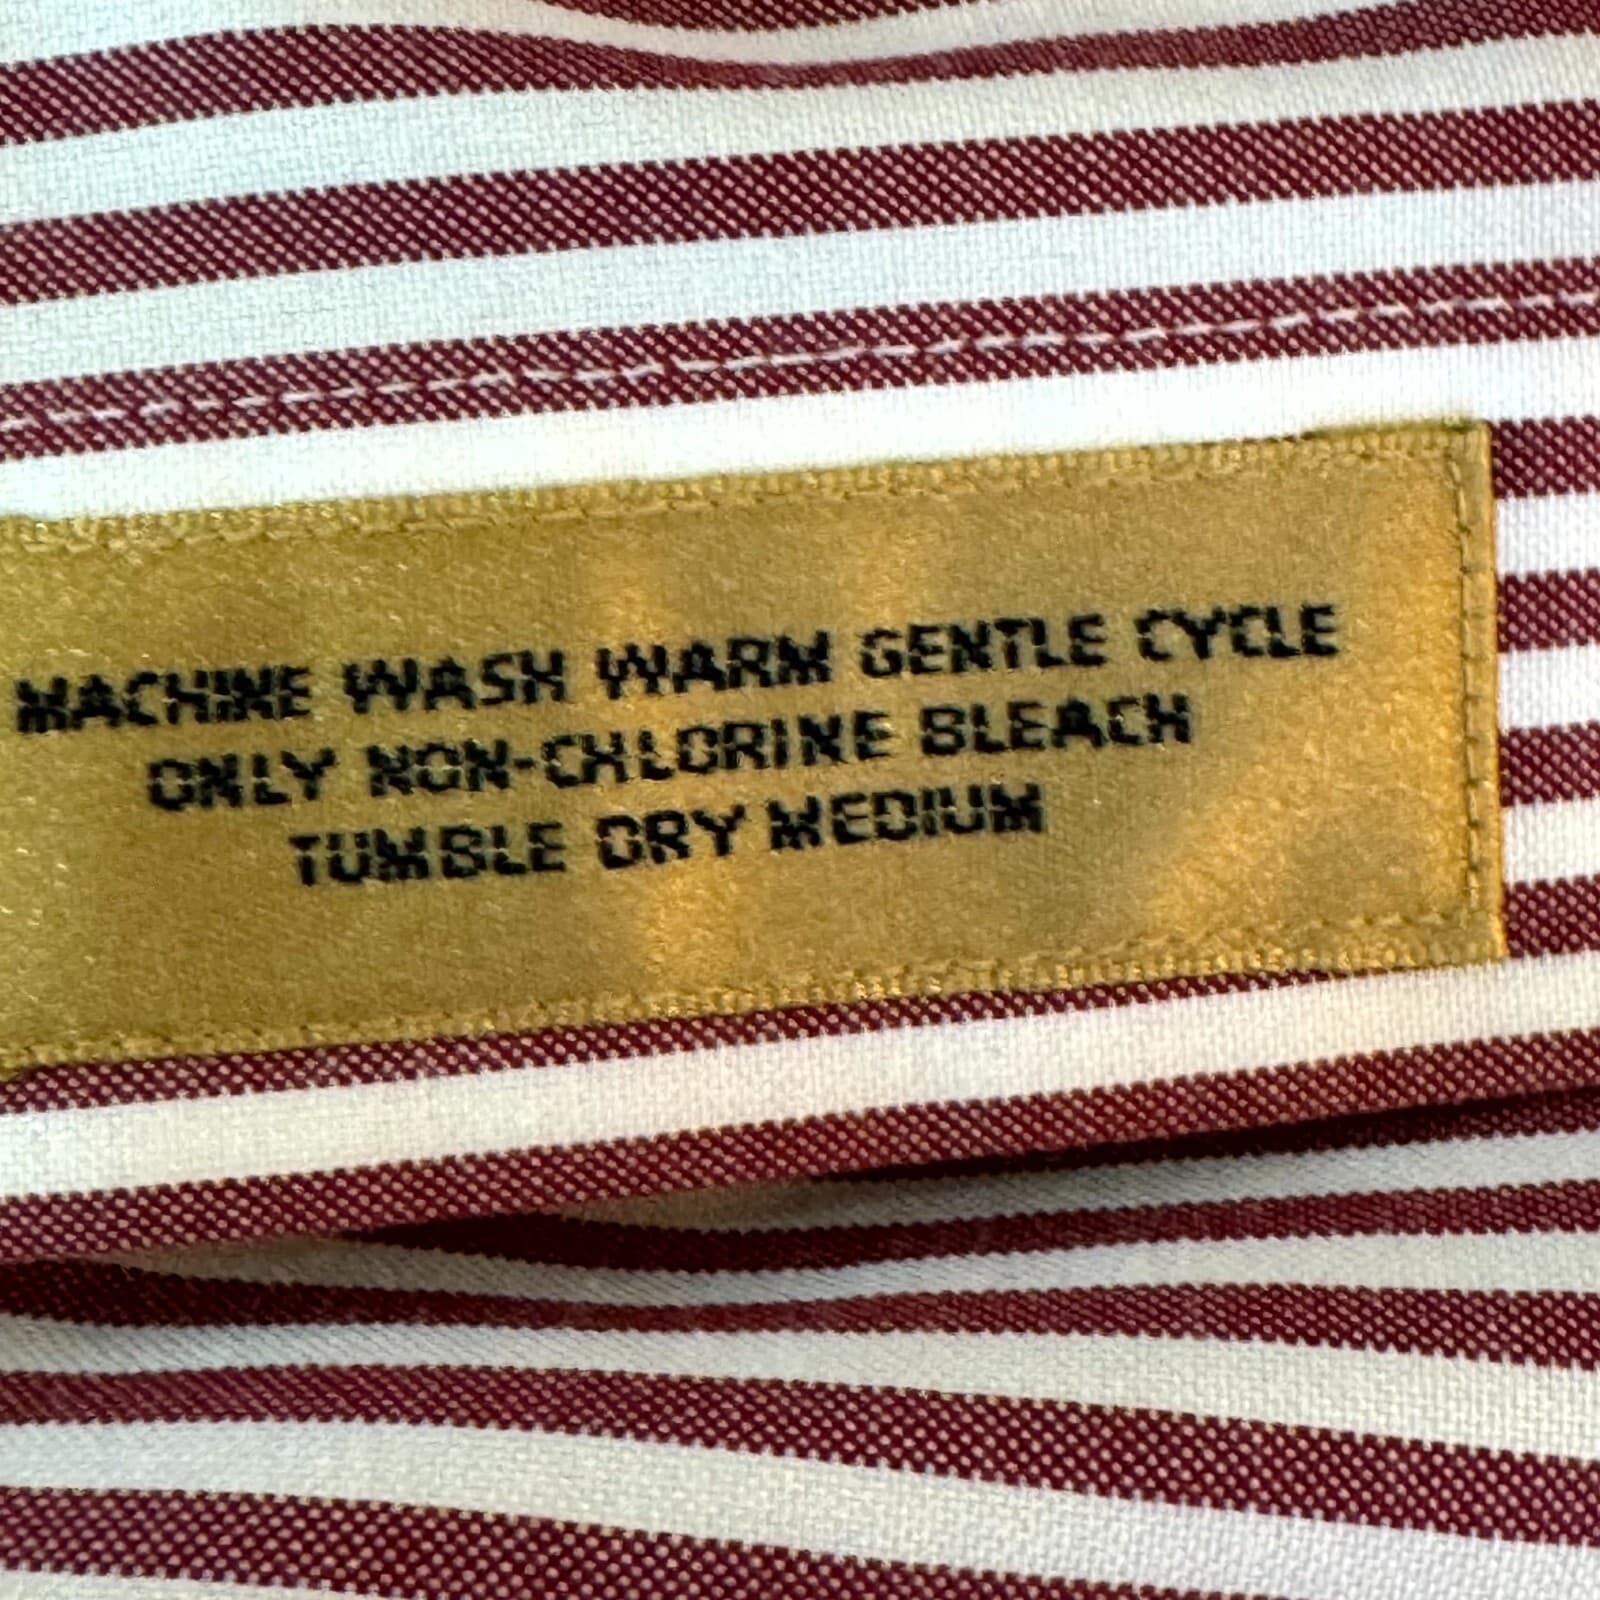 MACHINE WASH WARM GENTLE CYCLE
ONLY NON-CHLORINE BLEACH
TUMBLE DRY MEDIUM